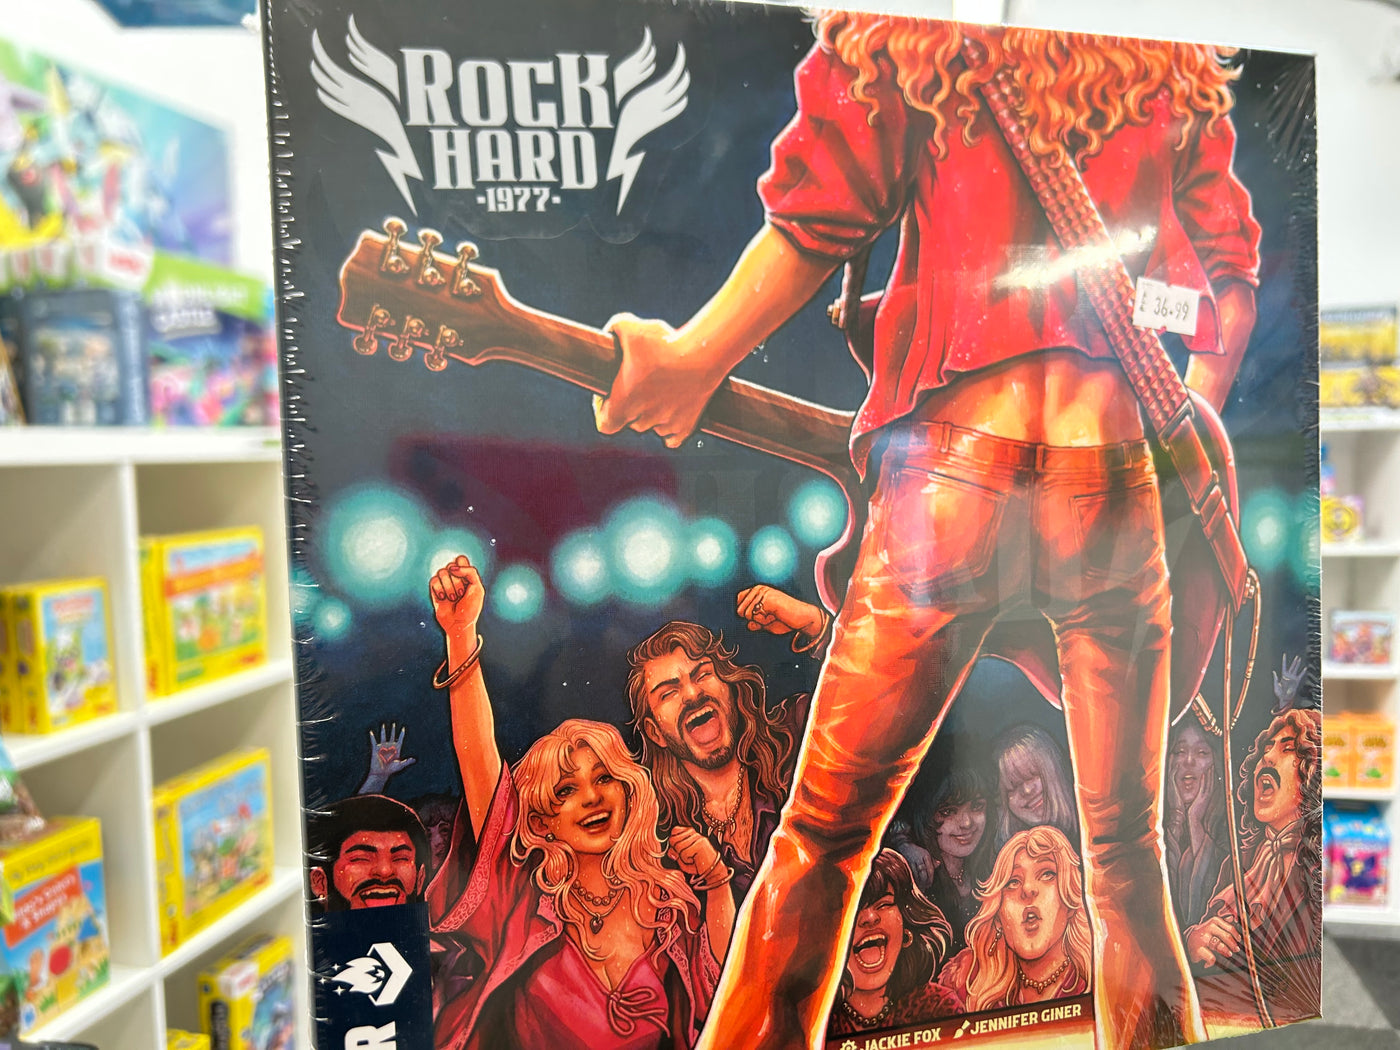 ROCK
HARD
·1977·
£ 36.99
JACKIE FOX JENNIFER GINER
R